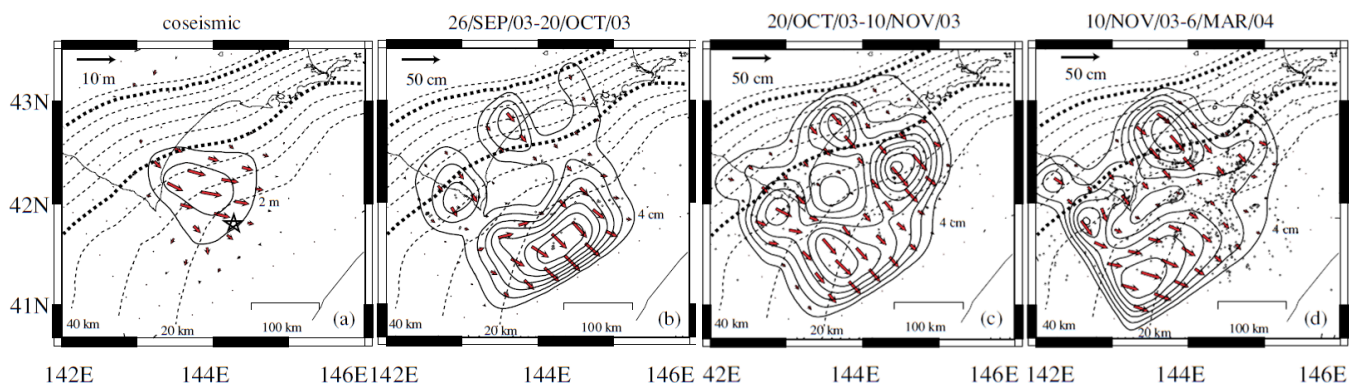 coseismic
26/SEP/03-20/OCT/03
20/OCT/03-10/NOV/03
10/NOV/03-6/MAR/04
10 m
50 cm
50 cm
50 cm
43N
42N
41N
2 m
4 cm
4 cm
4 cm
40 km
20 km
100 km
(a)
40 km
20 km
100 km
(b)
40 km
20 km
100 km
(c)
40 km
20 km
100 km
(d)
142E
144E
146E
142E
144E
146E
42E
144E
146E
142E
144E
146E